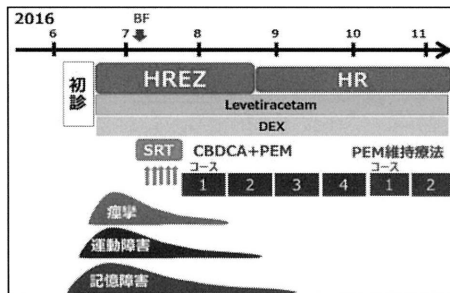 2016
BF
6 7 8 9 10 11
初診
HREZ HR
Levetiracetam
DEX
SRT CBDCA+PEM PEM維持療法
コース コース
1 2 3 4 1 2
痙攣
運動障害
記憶障害